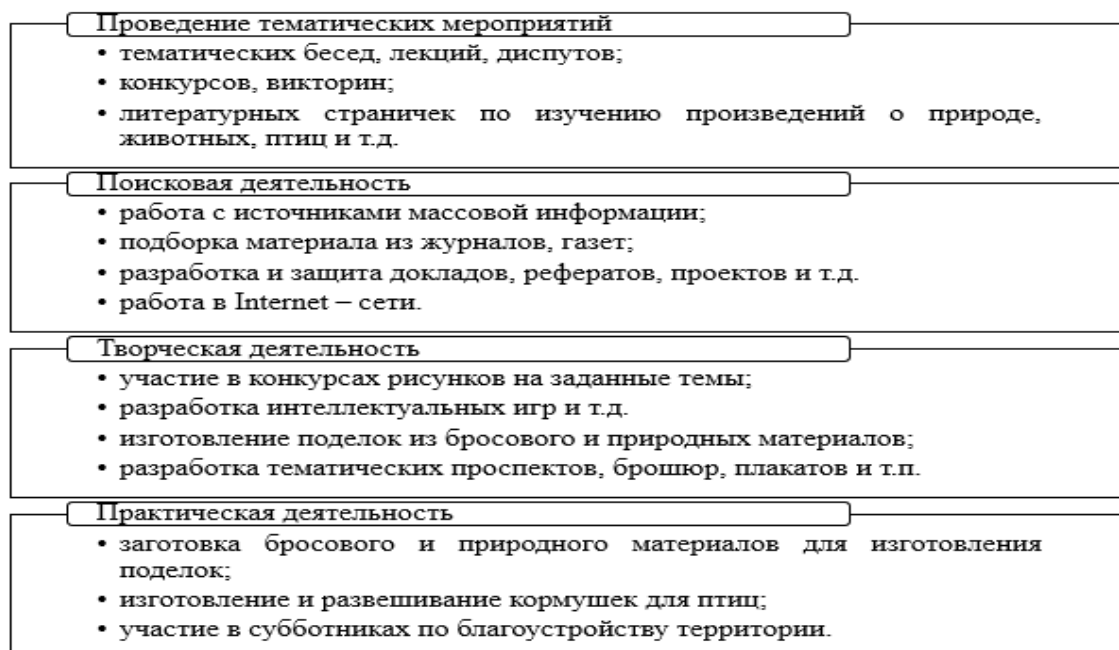 Проведение тематических мероприятий
• тематических бесед, лекций, диспутов;
• конкурсов, викторин;
• литературных страничек по изучению произведений о природе,
животных, птиц и т.д.
Поисковая деятельность
• работа с источниками массовой информации;
• подборка материала из журналов, газет;
• разработка и защита докладов, рефератов, проектов и т.д.
• работа в Internet – сети.
Творческая деятельность
• участие в конкурсах рисунков на заданные темы;
• разработка интеллектуальных игр и т.д.
• изготовление поделок из бросового и природных материалов;
• разработка тематических проспектов, брошюр, плакатов и т.п.
Практическая деятельность
• заготовка бросового и природного материалов для изготовления
поделок;
• изготовление и развешивание кормушек для птиц;
• участие в субботниках по благоустройству территории.